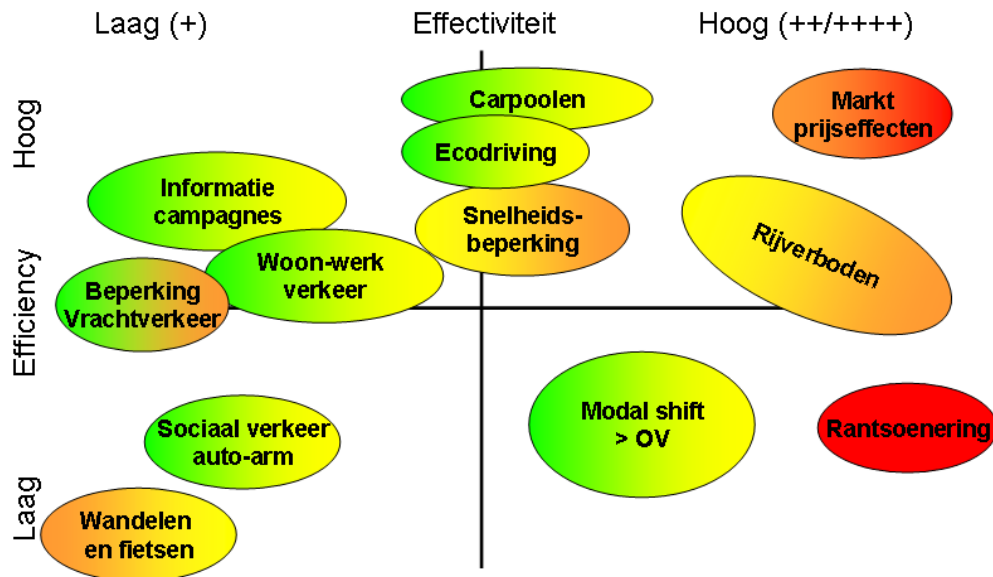 Laag (+)
Effectiviteit
Hoog (++/++++)
Hoog
Efficiency
Laag
Carpoolen
Markt
prijseffecten
Ecodriving
Informatie
campagnes
Snelheids-
beperking
Rijverboden
Woon-werk
verkeer
Beperking
Vrachtverkeer
Modal shift
> OV
Rantsoenering
Sociaal verkeer
auto-arm
Wandelen
en fietsen